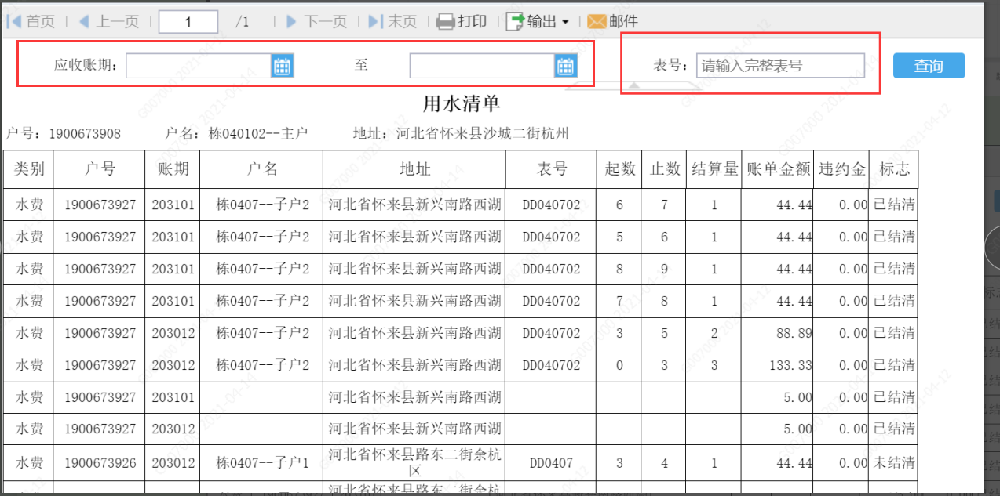 首页 上一页 1 /1 下一页 末页 打印 输出 邮件
应收账期: 至 表号: 请输入完整表号 查询
用水清单
户号: 1900673908 户名: 栋040102--主户 地址: 河北省怀来县沙城二街杭州
类别 户号 账期 户名 地址 表号 起数 止数 结算量 账单金额 违约金 标志
水费 1900673927 203101 栋0407--子户2 河北省怀来县新兴南路西湖 DD040702 6 7 1 44.44 0.00 已结清
水费 1900673927 203101 栋0407--子户2 河北省怀来县新兴南路西湖 DD040702 5 6 1 44.44 0.00 已结清
水费 1900673927 203101 栋0407--子户2 河北省怀来县新兴南路西湖 DD040702 8 9 1 44.44 0.00 已结清
水费 1900673927 203101 栋0407--子户2 河北省怀来县新兴南路西湖 DD040702 7 8 1 44.44 0.00 已结清
水费 1900673927 203012 栋0407--子户2 河北省怀来县新兴南路西湖 DD040702 3 5 2 88.89 0.00 已结清
水费 1900673927 203012 栋0407--子户2 河北省怀来县新兴南路西湖 DD040702 0 3 3 133.33 0.00 已结清
水费 1900673927 203101 河北省怀来县新兴南路西湖 5.00 0.00 已结清
水费 1900673927 203012 河北省怀来县新兴南路西湖 5.00 0.00 已结清
水费 1900673926 203012 栋0407--子户1 河北省怀来县路东二街余杭区 DD0407 3 4 1 44.44 0.00 未结清
河北省怀来县路东二街余杭